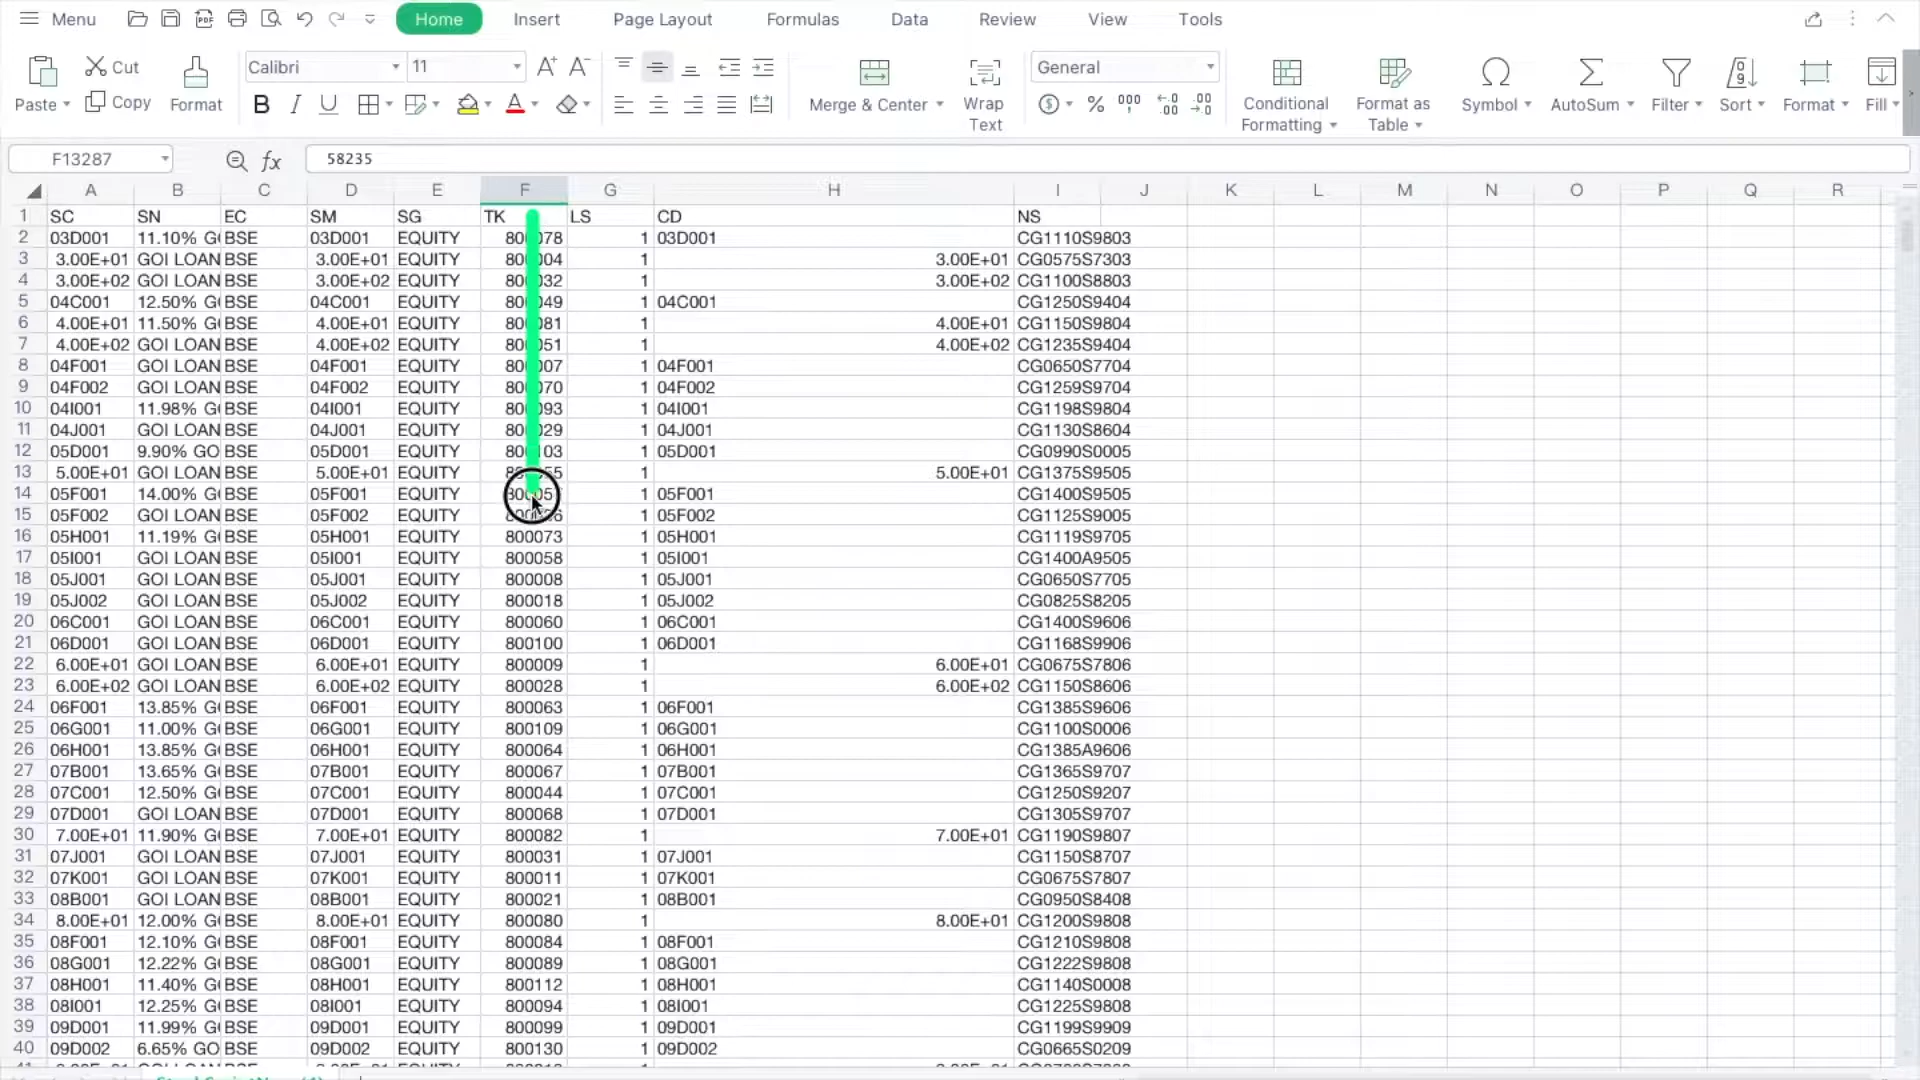 Menu Home Insert Page Layout Formulas Data Review View Tools
Paste Cut Copy Format Calibri 11 A+ A- B I U A Merge & Center Wrap Text General % 000 Conditional Formatting Format as Table Symbol AutoSum Filter Sort Format Fill
F13287 fx 58235
A B C D E F G H I J K L M N O P Q R
1 SC SN EC SM SG TK LS CD NS
2 03D001 11.10% G BSE 03D001 EQUITY 1 03D001 CG1110S9803
3 3.00E+01 GOI LOAN BSE 3.00E+01 EQUITY 1 3.00E+01 CG0575S7303
4 3.00E+02 GOI LOAN BSE 3.00E+02 EQUITY 1 3.00E+02 CG1100S8803
5 04C001 12.50% G BSE 04C001 EQUITY 1 04C001 CG1250S9404
6 4.00E+01 11.50% G BSE 4.00E+01 EQUITY 1 4.00E+01 CG1150S9804
7 4.00E+02 GOI LOAN BSE 4.00E+02 EQUITY 1 4.00E+02 CG1235S9404
8 04F001 GOI LOAN BSE 04F001 EQUITY 1 04F001 CG0650S7704
9 04F002 GOI LOAN BSE 04F002 EQUITY 1 04F002 CG1259S9704
10 04I001 11.98% G BSE 04I001 EQUITY 1 04I001 CG1198S9804
11 04J001 GOI LOAN BSE 04J001 EQUITY 1 04J001 CG1130S8604
12 05D001 9.90% GO BSE 05D001 EQUITY 1 05D001 CG0990S0005
13 5.00E+01 GOI LOAN BSE 5.00E+01 EQUITY 1 5.00E+01 CG1375S9505
14 05F001 14.00% G BSE 05F001 EQUITY 1 05F001 CG1400S9505
15 05F002 GOI LOAN BSE 05F002 EQUITY 1 05F002 CG1125S9005
16 05H001 11.19% G BSE 05H001 EQUITY 800073 1 05H001 CG1119S9705
17 05I001 GOI LOAN BSE 05I001 EQUITY 800058 1 05I001 CG1400A9505
18 05J001 GOI LOAN BSE 05J001 EQUITY 800008 1 05J001 CG0650S7705
19 05J002 GOI LOAN BSE 05J002 EQUITY 800018 1 05J002 CG0825S8205
20 06C001 GOI LOAN BSE 06C001 EQUITY 800060 1 06C001 CG1400S9606
21 06D001 GOI LOAN BSE 06D001 EQUITY 800100 1 06D001 CG1168S9906
22 6.00E+01 GOI LOAN BSE 6.00E+01 EQUITY 800009 1 6.00E+01 CG0675S7806
23 6.00E+02 GOI LOAN BSE 6.00E+02 EQUITY 800028 1 6.00E+02 CG1150S8606
24 06F001 13.85% G BSE 06F001 EQUITY 800063 1 06F001 CG1385S9606
25 06G001 11.00% G BSE 06G001 EQUITY 800109 1 06G001 CG1100S0006
26 06H001 13.85% G BSE 06H001 EQUITY 800064 1 06H001 CG1385A9606
27 07B001 13.65% G BSE 07B001 EQUITY 800067 1 07B001 CG1365S9707
28 07C001 12.50% G BSE 07C001 EQUITY 800044 1 07C001 CG1250S9207
29 07D001 GOI LOAN BSE 07D001 EQUITY 800068 1 07D001 CG1305S9707
30 7.00E+01 11.90% G BSE 7.00E+01 EQUITY 800082 1 7.00E+01 CG1190S9807
31 07J001 GOI LOAN BSE 07J001 EQUITY 800031 1 07J001 CG1150S8707
32 07K001 GOI LOAN BSE 07K001 EQUITY 800011 1 07K001 CG0675S7807
33 08B001 GOI LOAN BSE 08B001 EQUITY 800021 1 08B001 CG0950S8408
34 8.00E+01 12.00% G BSE 8.00E+01 EQUITY 800080 1 8.00E+01 CG1200S9808
35 08F001 12.10% G BSE 08F001 EQUITY 800084 1 08F001 CG1210S9808
36 08G001 12.22% G BSE 08G001 EQUITY 800089 1 08G001 CG1222S9808
37 08H001 11.40% G BSE 08H001 EQUITY 800112 1 08H001 CG1140S0008
38 08I001 12.25% G BSE 08I001 EQUITY 800094 1 08I001 CG1225S9808
39 09D001 11.99% G BSE 09D001 EQUITY 800099 1 09D001 CG1199S9909
40 09D002 6.65% GO BSE 09D002 EQUITY 800130 1 09D002 CG0665S0209